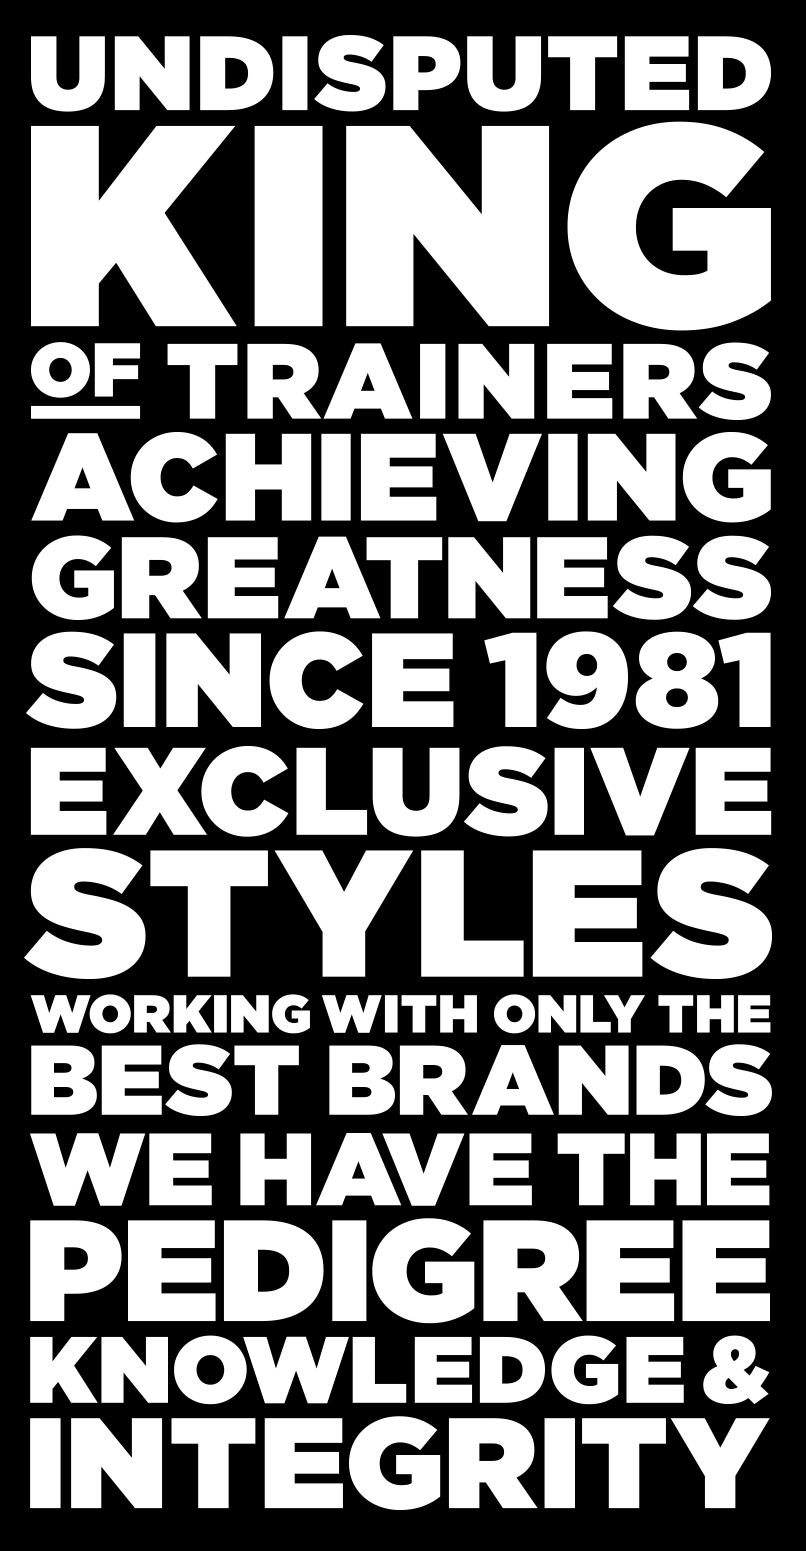 UNDISPUTED
KING
OF TRAINERS
ACHIEVING
GREATNESS
SINCE 1981
EXCLUSIVE
STYLES
WORKING WITH ONLY THE
BEST BRANDS
WE HAVE THE
PEDIGREE
KNOWLEDGE &
INTEGRITY